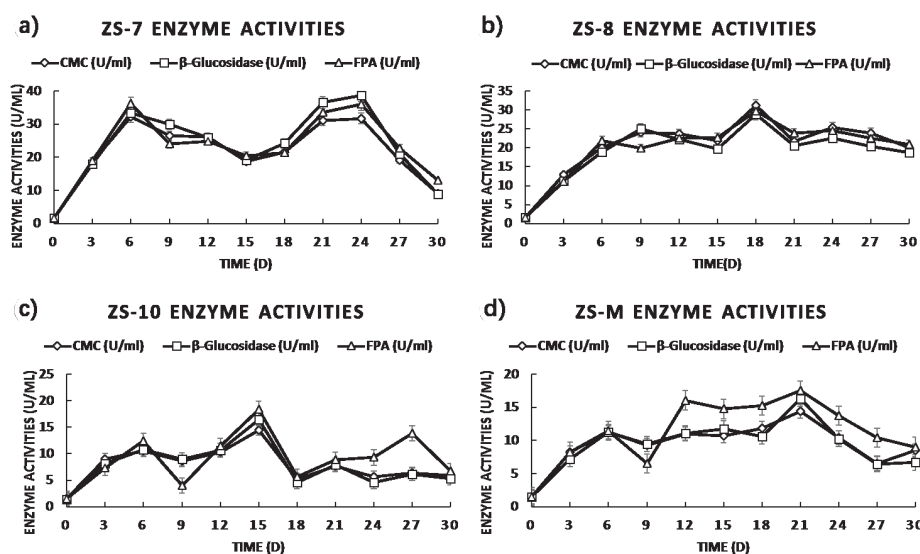 a) ZS-7 ENZYME ACTIVITIES
CMC (U/ml) β-Glucosidase (U/ml) FPA (U/ml)
ENZYME ACTIVITIES (U/ML)
40
30
20
10
0
0 3 6 9 12 15 18 21 24 27 30
TIME (D)
b) ZS-8 ENZYME ACTIVITIES
CMC (U/ml) β-Glucosidase (U/ml) FPA (U/ml)
ENZYME ACTIVITIES (U/ML)
35
30
25
20
15
10
5
0
0 3 6 9 12 15 18 21 24 27 30
TIME(D)
c) ZS-10 ENZYME ACTIVITIES
CMC (U/ml) β-Glucosidase (U/ml) FPA (U/ml)
ENZYME ACTIVITIES (U/ML)
25
20
15
10
5
0
0 3 6 9 12 15 18 21 24 27 30
TIME (D)
d) ZS-M ENZYME ACTIVITIES
CMC (U/ml) β-Glucosidase (U/ml) FPA (U/ml)
ENZYME ACTIVITIES (U/ML)
20
15
10
5
0
0 3 6 9 12 15 18 21 24 27 30
TIME (D)